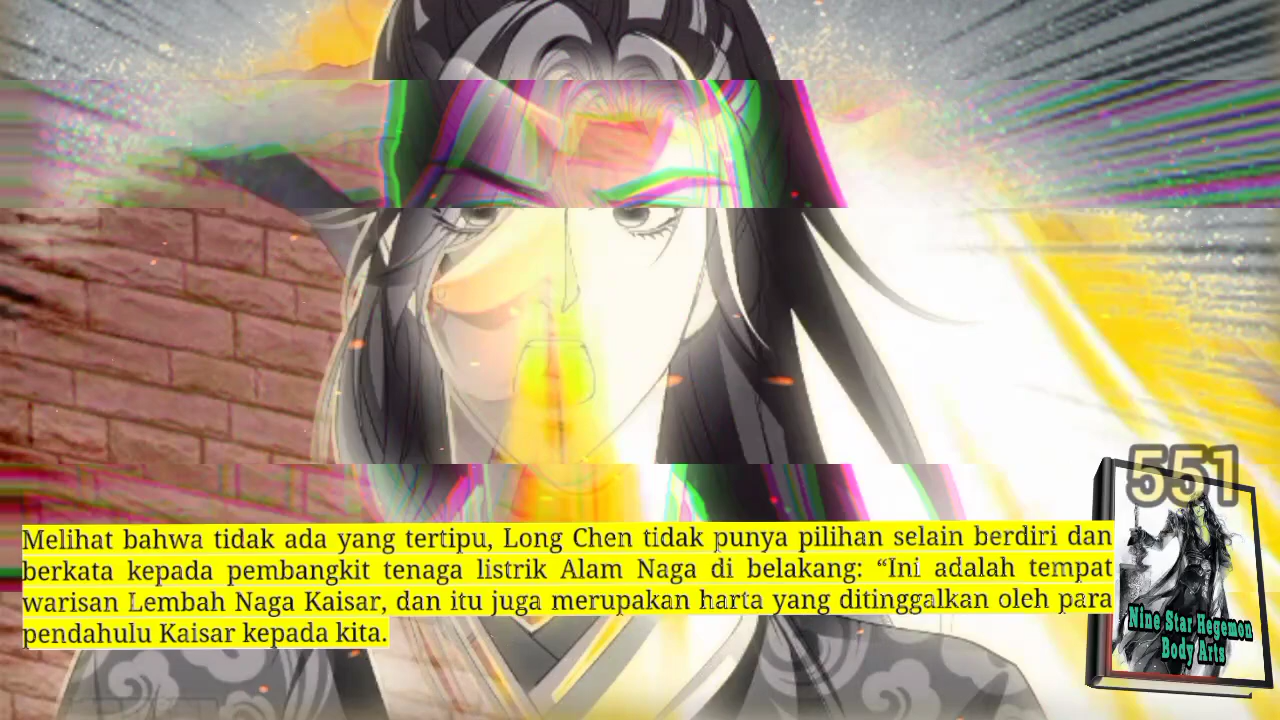 551
Melihat bahwa tidak ada yang tertipu, Long Chen tidak punya pilihan selain berdiri dan
berkata kepada pembangkit tenaga listrik Alam Naga di belakang: “Ini adalah tempat
warisan Lembah Naga Kaisar, dan itu juga merupakan harta yang ditinggalkan oleh para
pendahulu Kaisar kepada kita.
Nine Star Hegemon
Body Arts